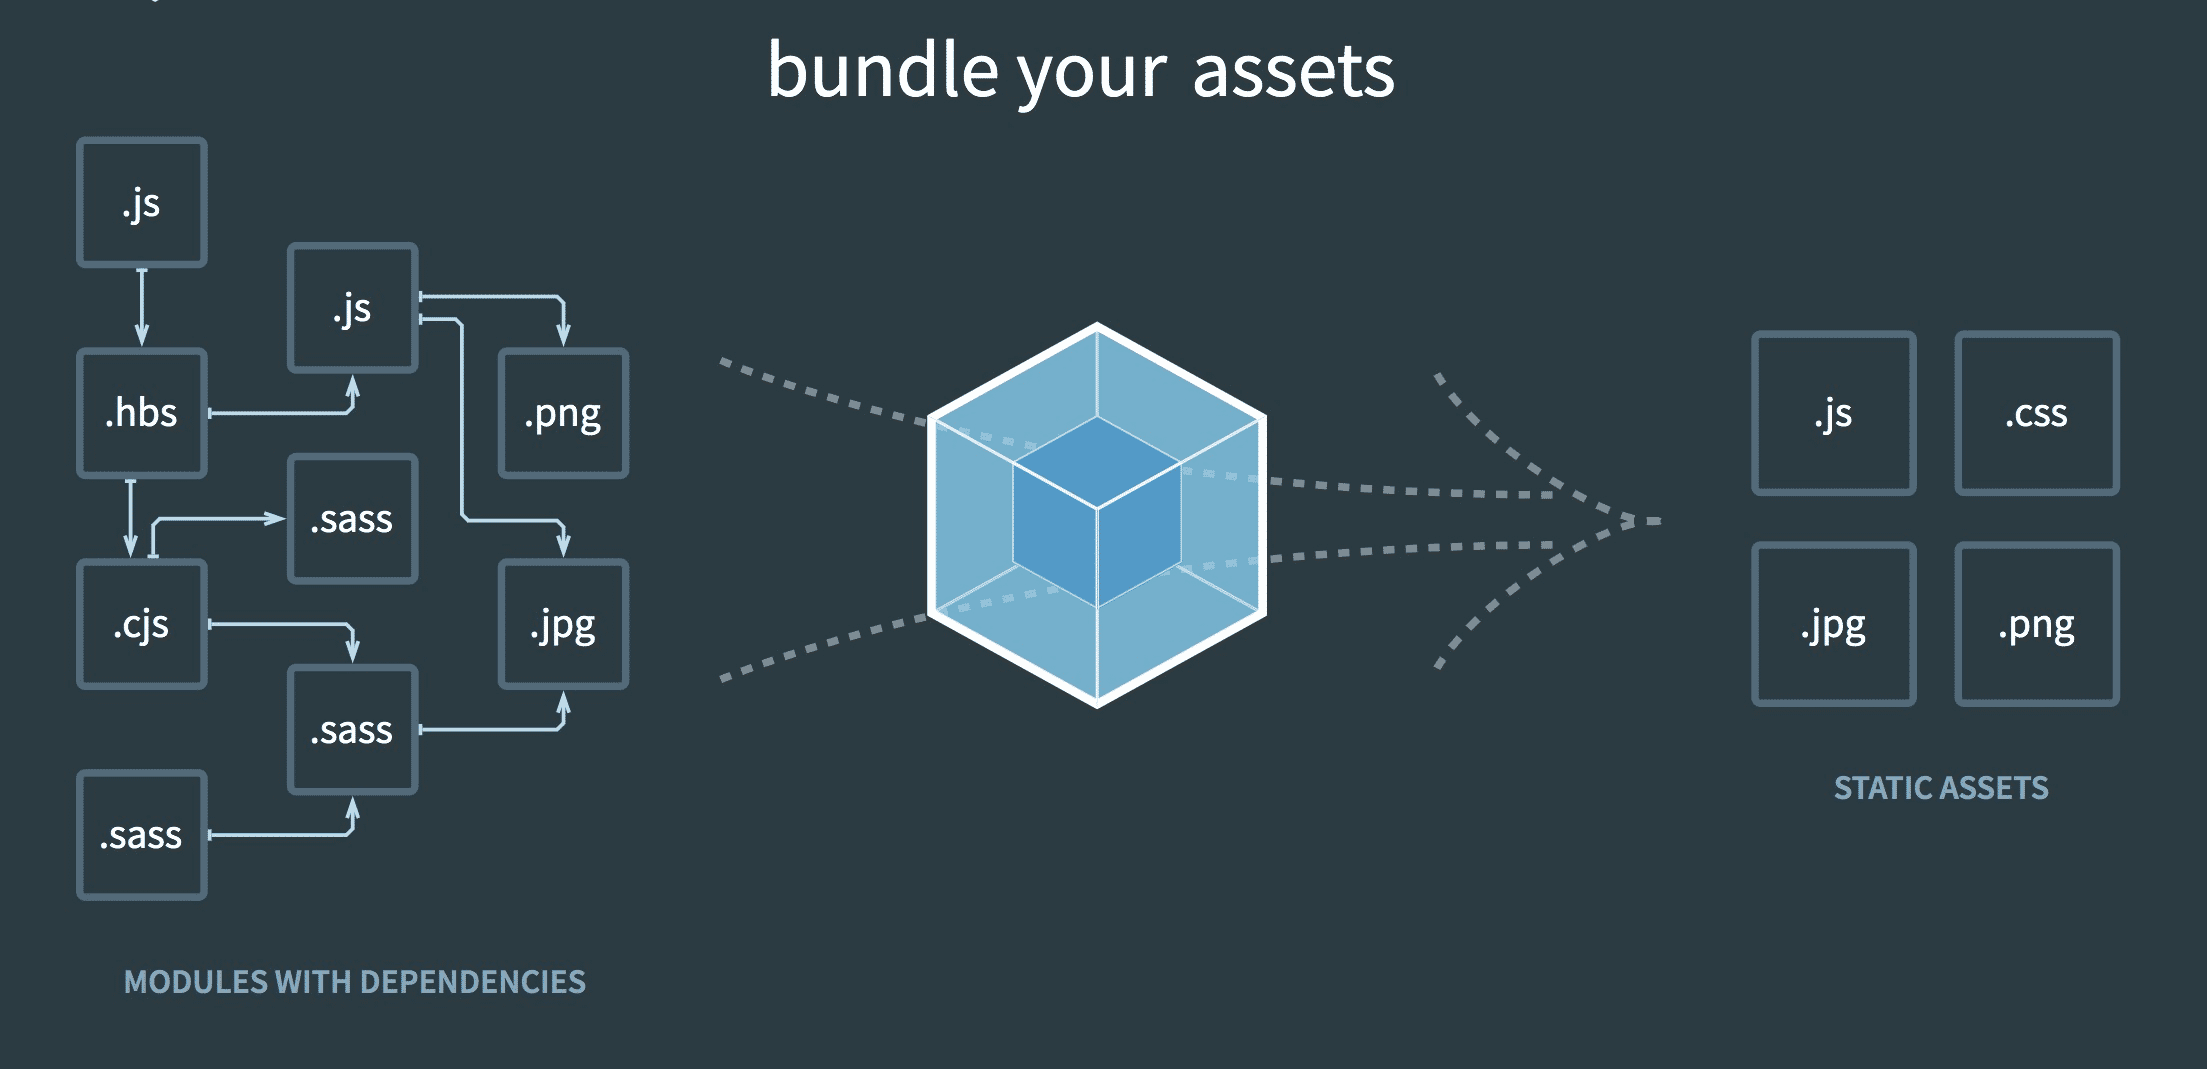 bundle your assets
.js
.js
.hbs
.png
.sass
.cjs
.jpg
.sass
.sass
MODULES WITH DEPENDENCIES
.js
.css
.jpg
.png
STATIC ASSETS